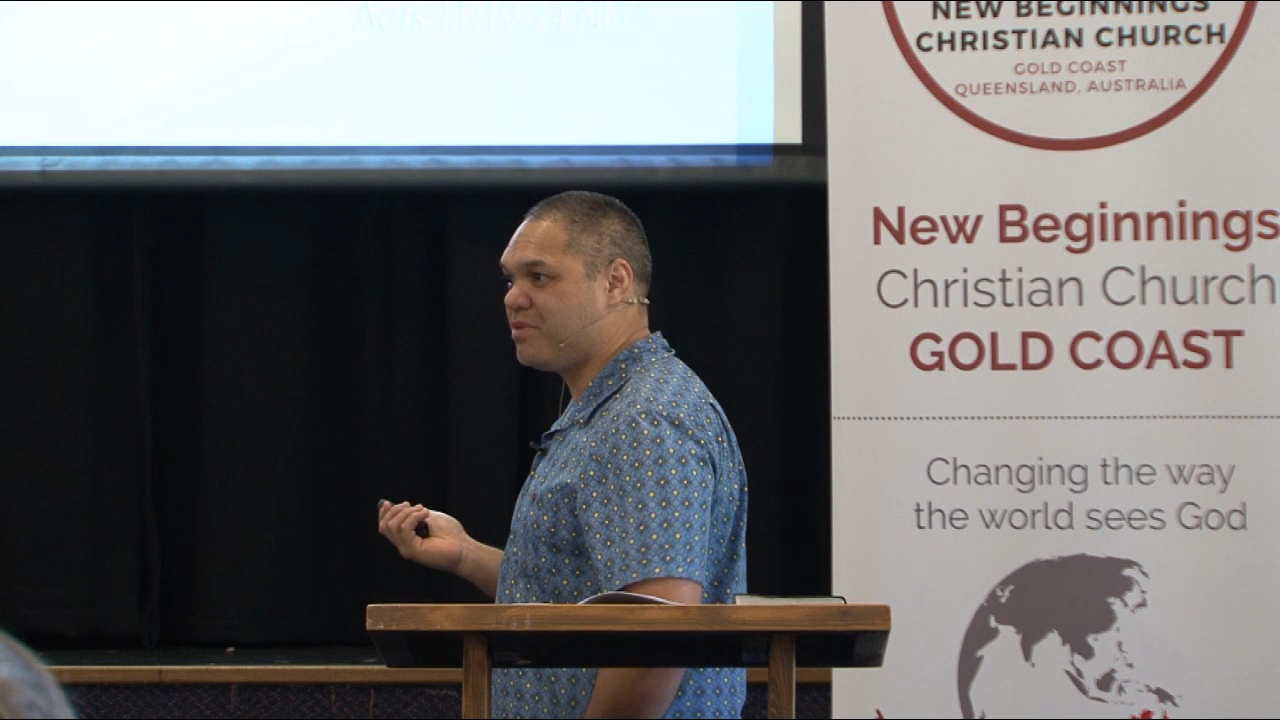 NEW BEGINNINGS
CHRISTIAN CHURCH
GOLD COAST
QUEENSLAND, AUSTRALIA
New Beginnings
Christian Church
GOLD COAST
Changing the way
the world sees God